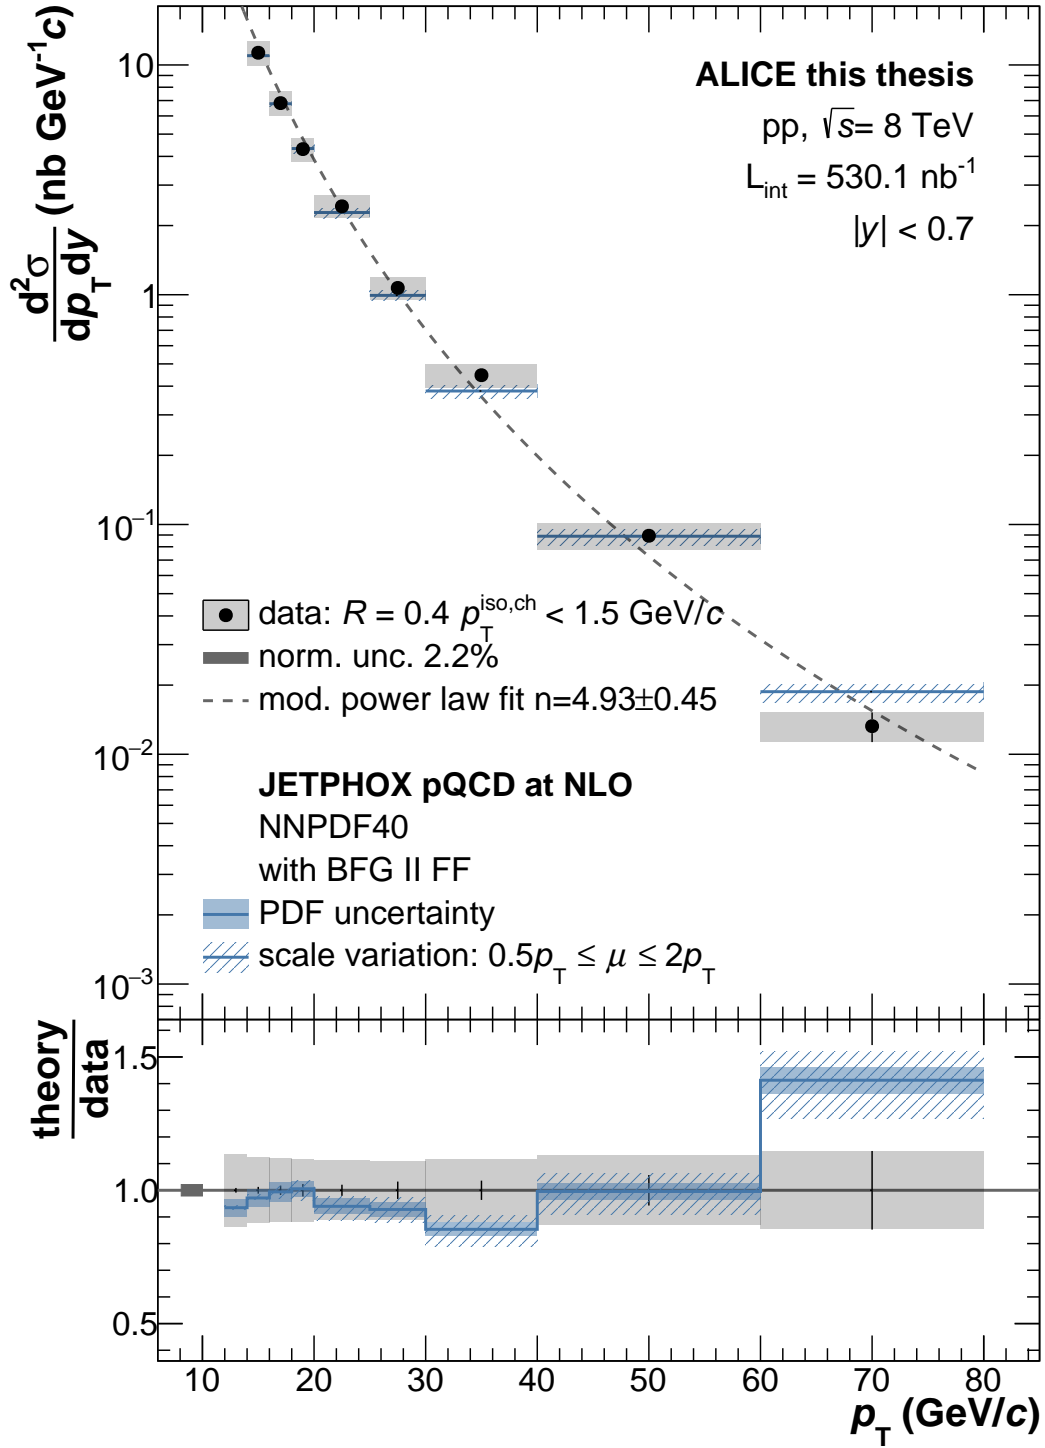 d²σ
dp_T dy (nb GeV⁻¹c)
10
1
10⁻¹
10⁻²
10⁻³
ALICE this thesis
pp, √s= 8 TeV
L_int = 530.1 nb⁻¹
|y| < 0.7
data: R = 0.4 p_T^iso,ch < 1.5 GeV/c
norm. unc. 2.2%
mod. power law fit n=4.93±0.45
JETPHOX pQCD at NLO
NNPDF40
with BFG II FF
PDF uncertainty
scale variation: 0.5p_T ≤ μ ≤ 2p_T
theory
data
1.5
1.0
0.5
10 20 30 40 50 60 70 80
p_T (GeV/c)